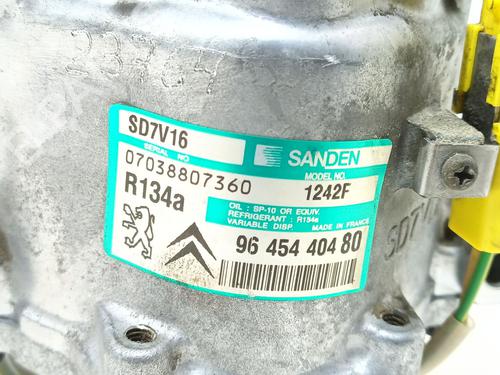 SD7V16
SERIAL NO
07038807360
SANDEN
MODEL NO.
1242F
R134a
OIL : SP-10 OR EQUIV.
REFRIGERANT : R134a
VARIABLE DISP. MADE IN FRANCE
96 454 404 80